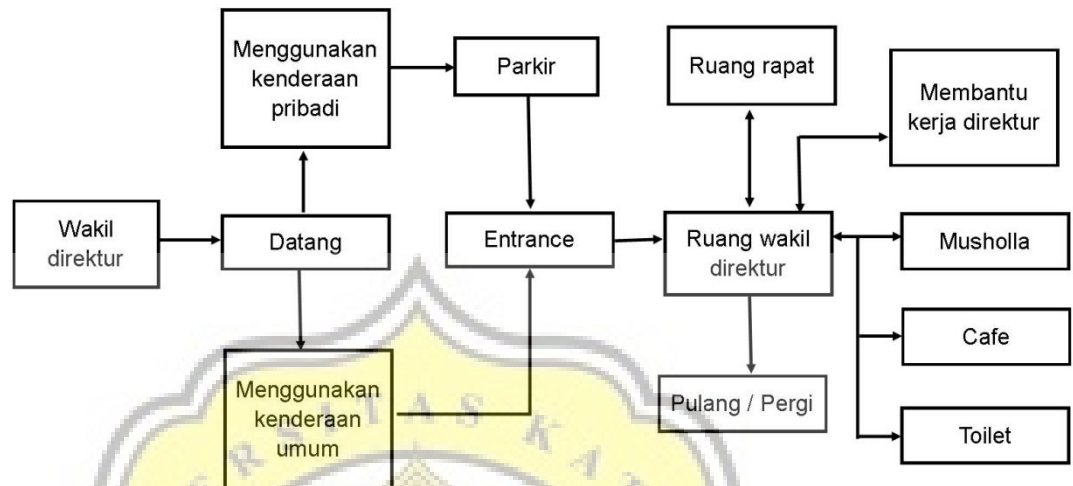 Menggunakan
kenderaan
pribadi
Parkir
Ruang rapat
Membantu
kerja direktur
Wakil
direktur
Datang
Entrance
Ruang wakil
direktur
Musholla
Cafe
Menggunakan
kenderaan
umum
Pulang / Pergi
Toilet